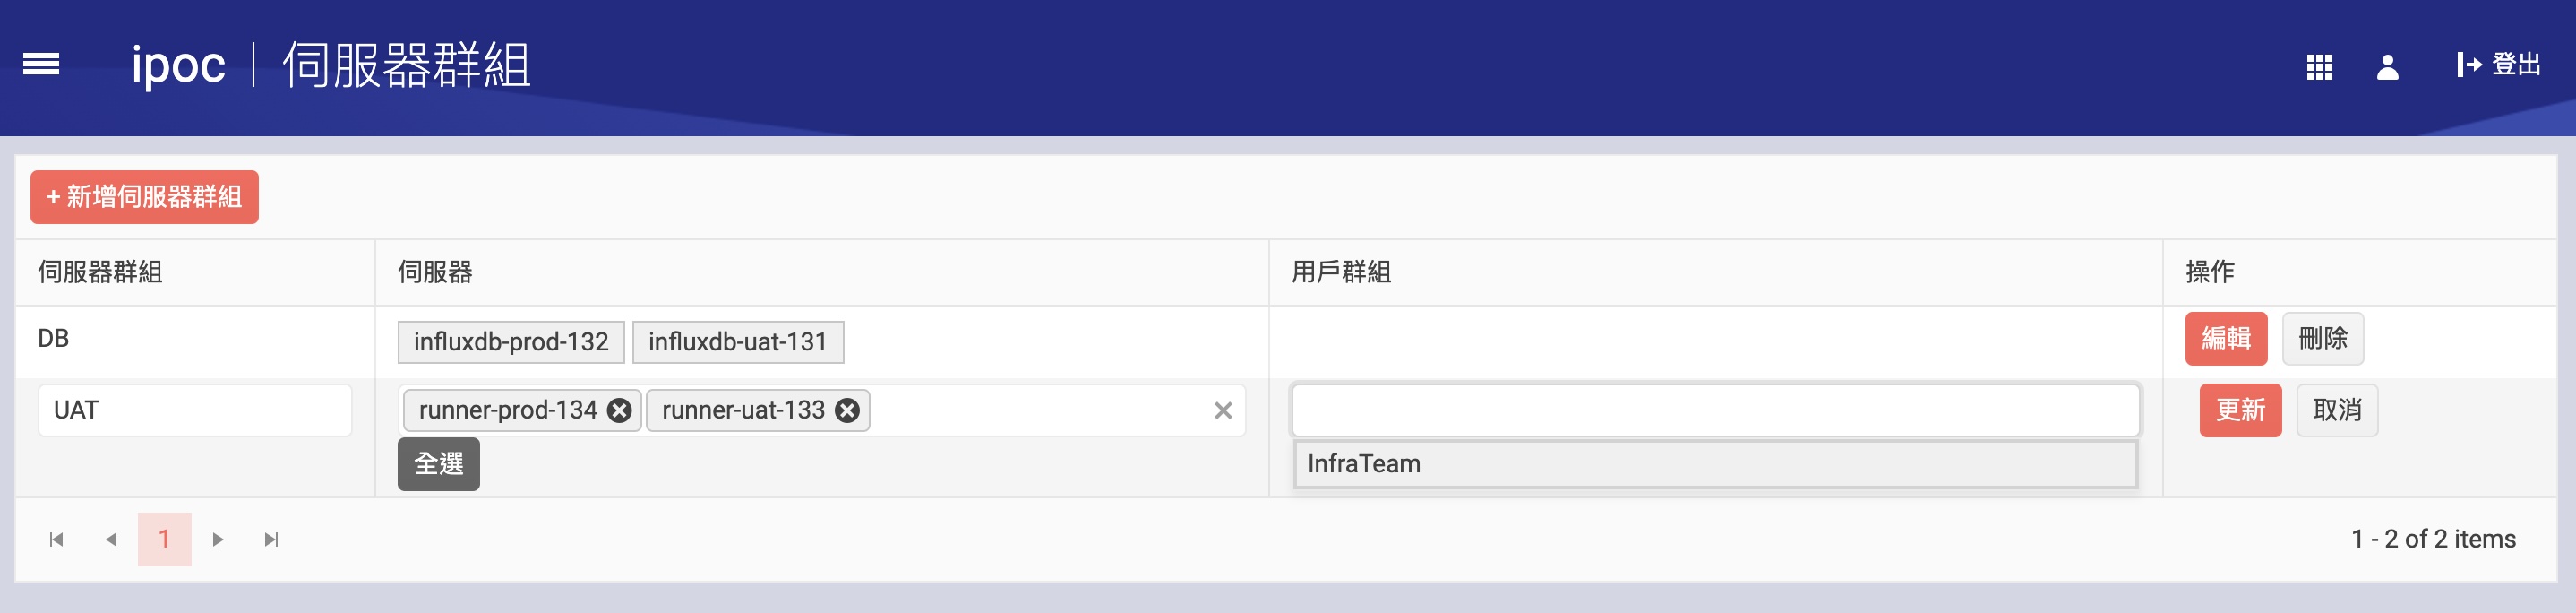 ipoc | 伺服器群組
登出
+ 新增伺服器群組
伺服器群組 伺服器 用戶群組 操作
DB influxdb-prod-132 influxdb-uat-131 編輯 刪除
UAT runner-prod-134 runner-uat-133 更新 取消
全選 InfraTeam
1 1 - 2 of 2 items